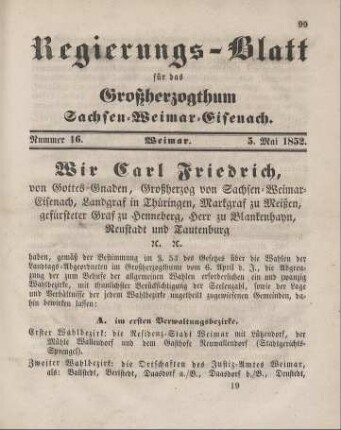 99
Regierungs-Blatt
für das
Großherzogthum
Sachsen-Weimar-Eisenach.
Nummer 16. Weimar. 5. Mai 1852.
Wir Carl Friedrich,
von Gottes-Gnaden, Großherzog von Sachsen-Weimar-
Eisenach, Landgraf in Thüringen, Markgraf zu Meißen,
gefürsteter Graf zu Henneberg, Herr zu Blankenhayn,
Neustadt und Tautenburg
ꝛc. ꝛc.
haben, gemäß der Bestimmung im §. 53 des Gesetzes über die Wahlen der
Landtags-Abgeordneten im Großherzogthume vom 6. April d. J., die Abgren-
zung der zum Behufe der allgemeinen Wahlen erforderlichen ein und zwanzig
Wahlbezirke, mit thunlichster Berücksichtigung der Seelenzahl, sowie der Lage
und Verhältnisse der jedem Wahlbezirk zugetheilt zugewiesenen Gemeinden, da-
hin bewirken lassen:
A. im ersten Verwaltungsbezirke.
Erster Wahlbezirk: die Residenz-Stadt Weimar mit Lützendorf, der
Mühle Wallendorf und dem Gasthofe Neuwallendorf (Stadtgerichts-
Sprengel).
Zweiter Wahlbezirk: die Ortschaften des Justiz-Amtes Weimar,
als: Ballstedt, Berlstedt, Daasdorf a./B., Daasdorf b./B., Denstedt,
19